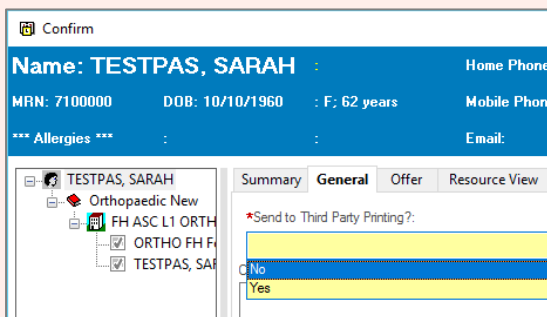 Confirm
Name: TESTPAS, SARAH : Home Phone
MRN: 7100000 DOB: 10/10/1960 : F; 62 years Mobile Phon
*** Allergies *** : : Email:
TESTPAS, SARAH
Orthopaedic New
FH ASC L1 ORTH
ORTHO FH F
TESTPAS, SAR
Summary General Offer Resource View
*Send to Third Party Printing?:
No
Yes